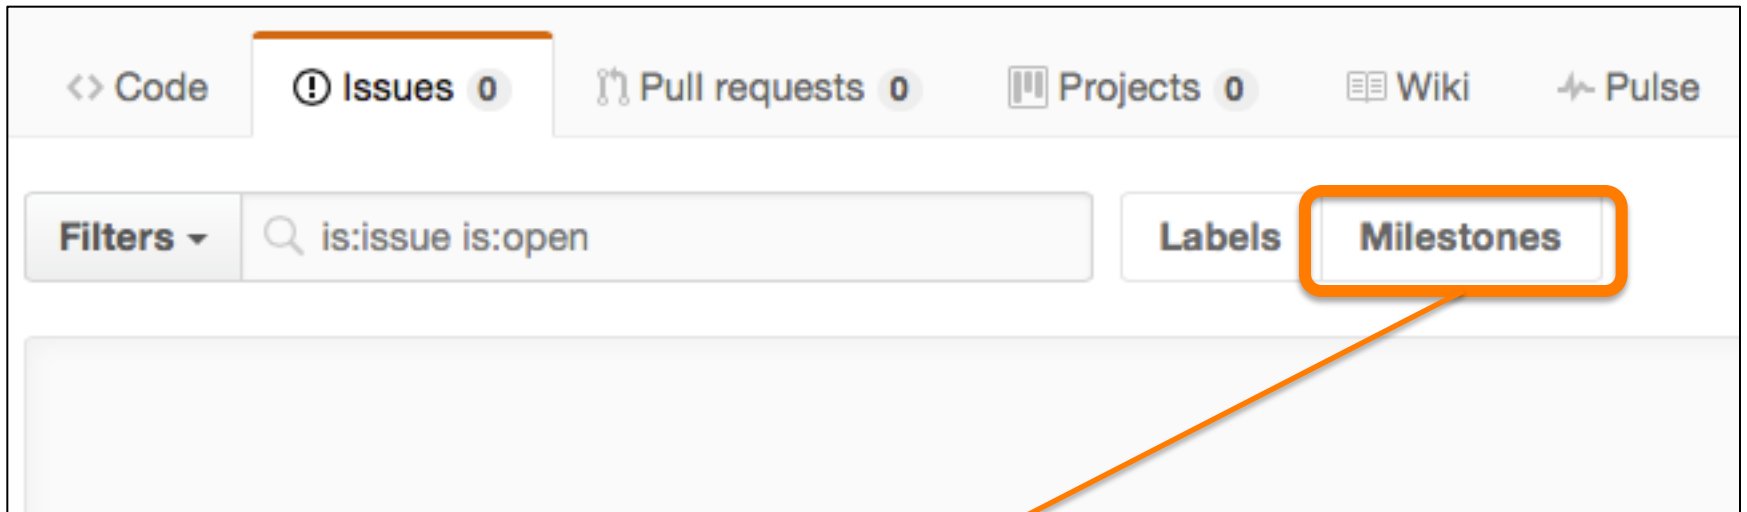 Code Issues 0 Pull requests 0 Projects 0 Wiki Pulse
Filters is:issue is:open Labels Milestones